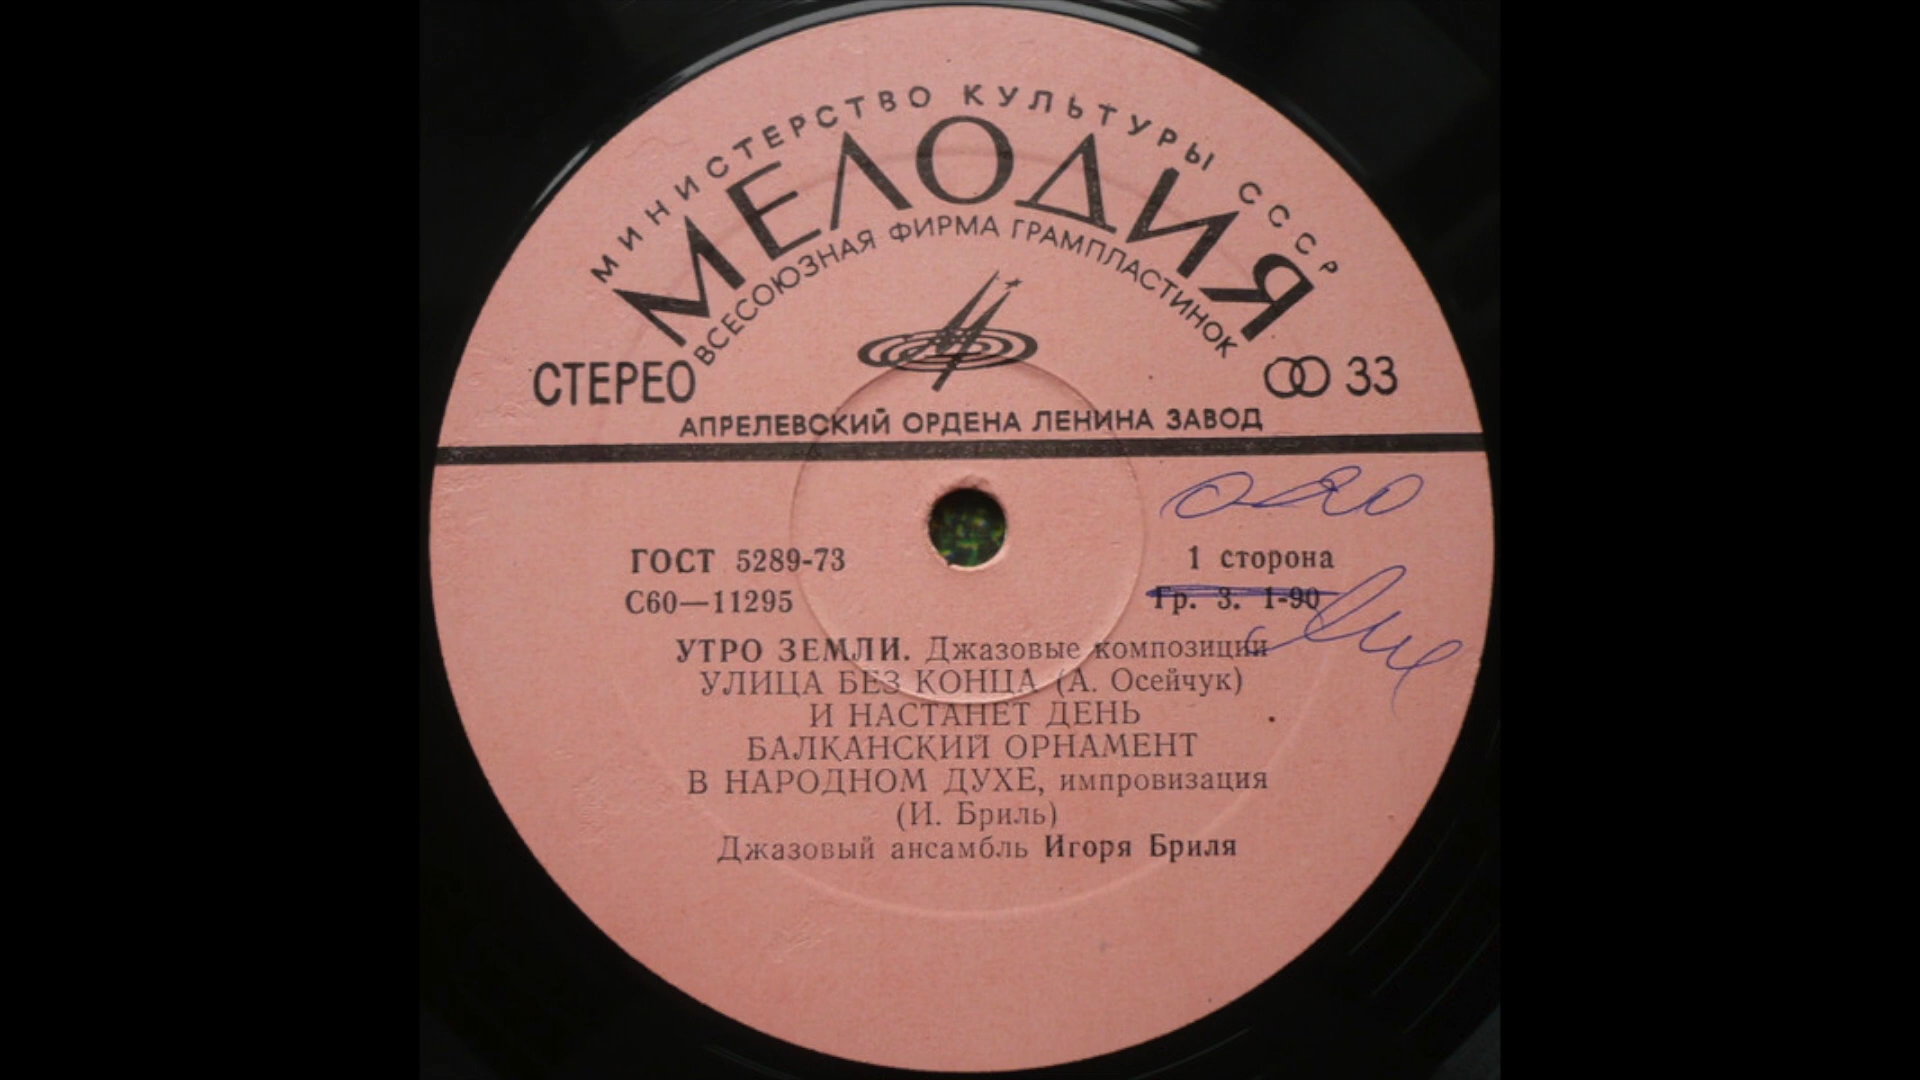 МИНИСТЕРСТВО КУЛЬТУРЫ СССР
МЕЛОДИЯ
ВСЕСОЮЗНАЯ ФИРМА ГРАМПЛАСТИНОК
СТЕРЕО
33
АПРЕЛЕВСКИЙ ОРДЕНА ЛЕНИНА ЗАВОД
ГОСТ 5289-73
1 сторона
С60—11295
Гр. 3. 1-90
УТРО ЗЕМЛИ. Джазовые композиции
УЛИЦА БЕЗ КОНЦА (А. Осейчук)
И НАСТАНЕТ ДЕНЬ
БАЛКАНСКИЙ ОРНАМЕНТ
В НАРОДНОМ ДУХЕ, импровизация
(И. Бриль)
Джазовый ансамбль Игоря Бриля